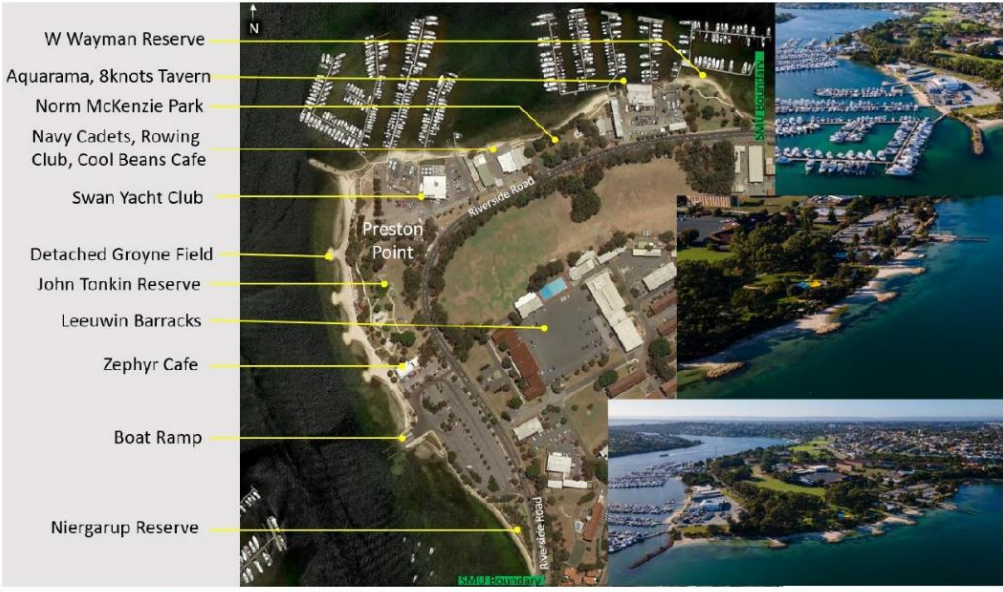 N
W Wayman Reserve
Aquarama, 8knots Tavern
Norm McKenzie Park
Navy Cadets, Rowing
Club, Cool Beans Cafe
Swan Yacht Club
Detached Groyne Field
John Tonkin Reserve
Leeuwin Barracks
Zephyr Cafe
Boat Ramp
Niergarup Reserve
SMU Boundary
Riverside Road
Preston
Point
Riverside Road
SMU Boundary